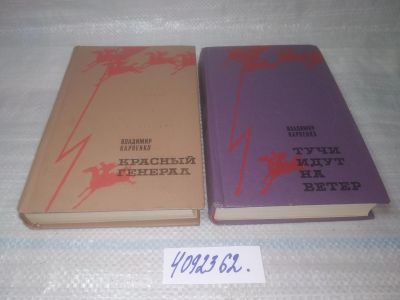 ВЛАДИМИР
КАРПЕНКО
КРАСНЫЙ
ГЕНЕРАЛ
ВЛАДИМИР
КАРПЕНКО
ТУЧИ
ИДУТ
НА
ВЕТЕР
4092362.